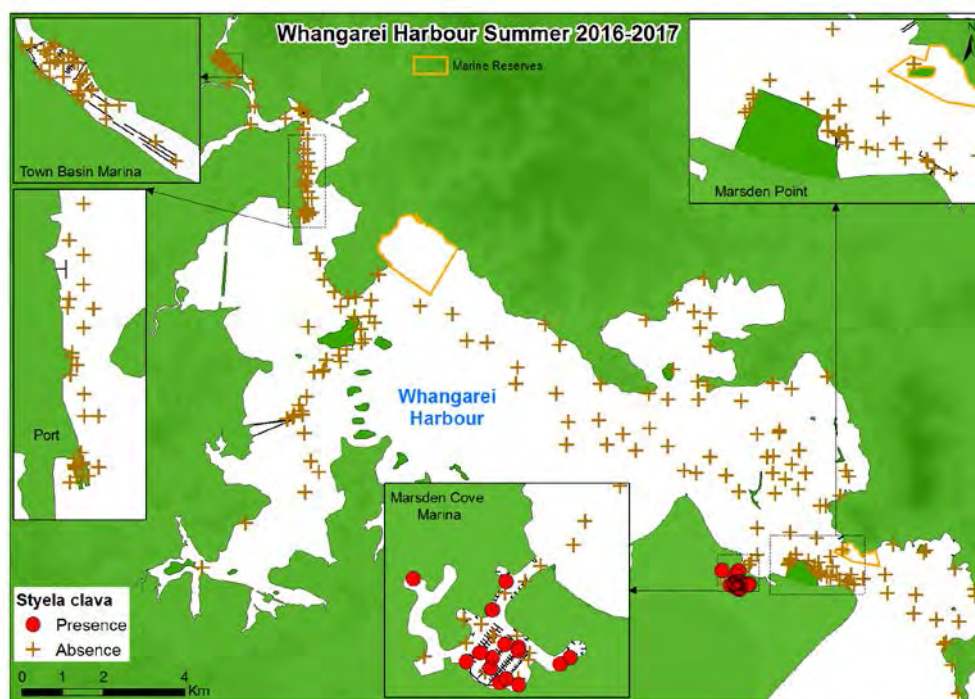 Whangarei Harbour Summer 2016-2017
Marine Reserves
N
Town Basin Marina
Marsden Point
Port
Whangarei
Harbour
Marsden Cove
Marina
Styela clava
Presence
Absence
0 1 2 4
Km